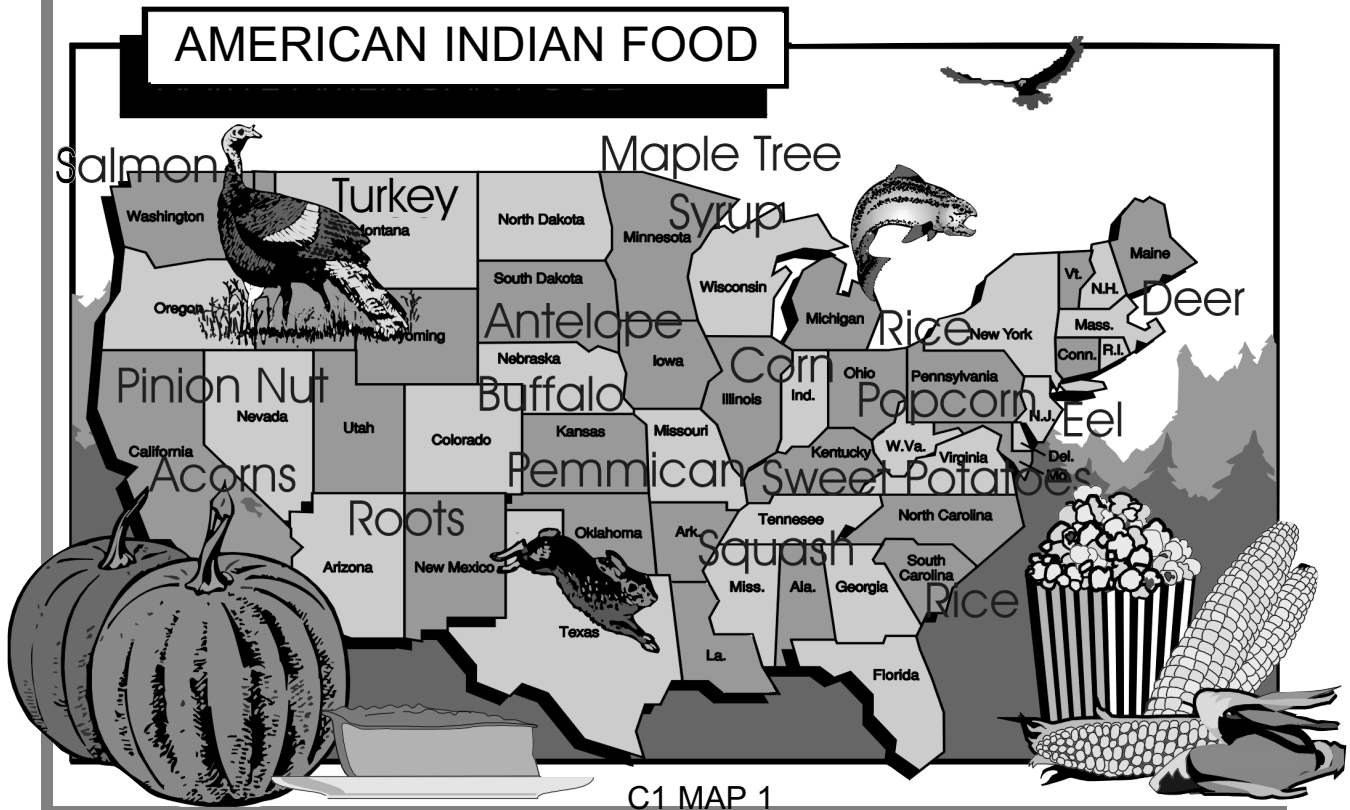 AMERICAN INDIAN FOOD
Maple Tree
Syrup
Salmon
Turkey
Washington
Montana
North Dakota
Minnesota
Maine
Vt.
N.H.
Wisconsin
South Dakota
Oregon
Deer
Antelope
Michigan
Rice
New York
Mass.
Wyoming
Conn.
R.I.
Nebraska
Iowa
Corn
Ohio
Pennsylvania
Pinion Nut
Buffalo
Illinois
Ind.
Popcorn
N.J.
Eel
Nevada
Utah
Colorado
Kansas
Missouri
California
Kentucky
W.Va.
Virginia
Del.
Acorns
Pemmican
Sweet Potatoes
Roots
Oklahoma
Ark.
Tennesee
North Carolina
Squash
Arizona
New Mexico
Miss.
Ala.
Georgia
South
Carolina
Rice
Texas
La.
Florida
C1 MAP 1